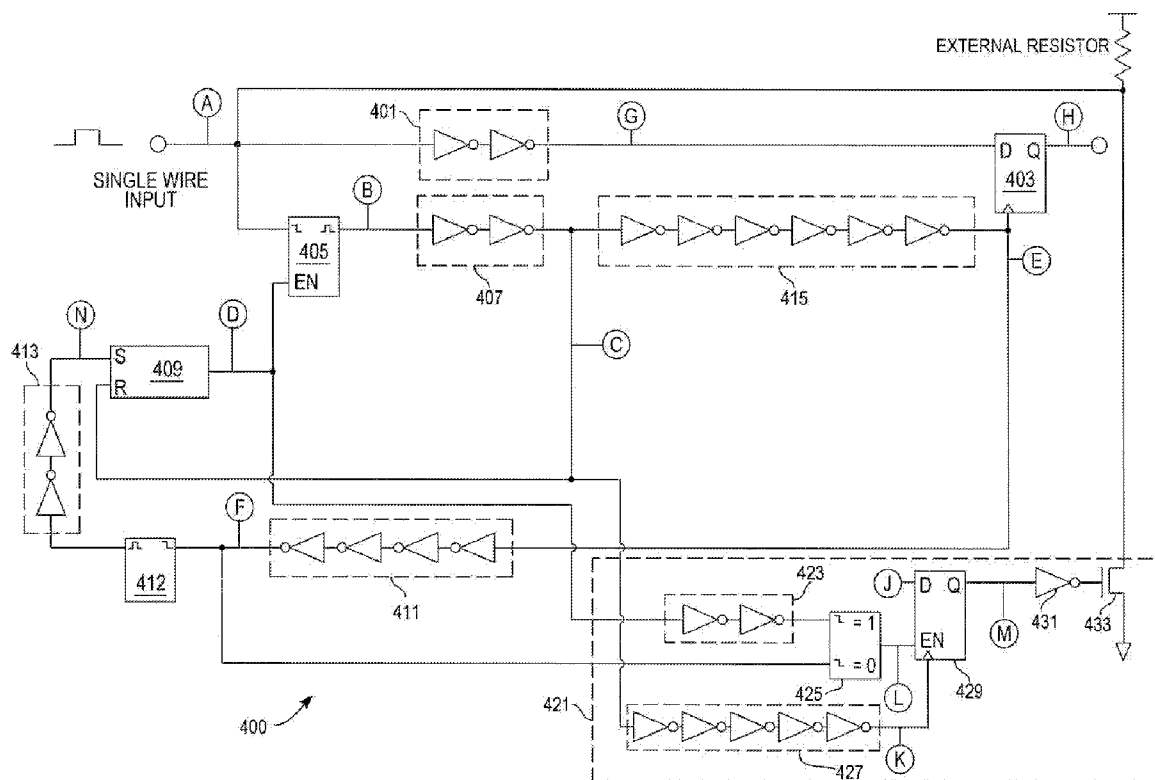 EXTERNAL RESISTOR
A
401
G
H
D Q
403
SINGLE WIRE
INPUT
B
405
EN
407
415
E
N
D
413
S
409
R
C
F
412
411
423
J
D Q
431
433
= 1
EN
M
= 0
425
L
429
421
400
427
K